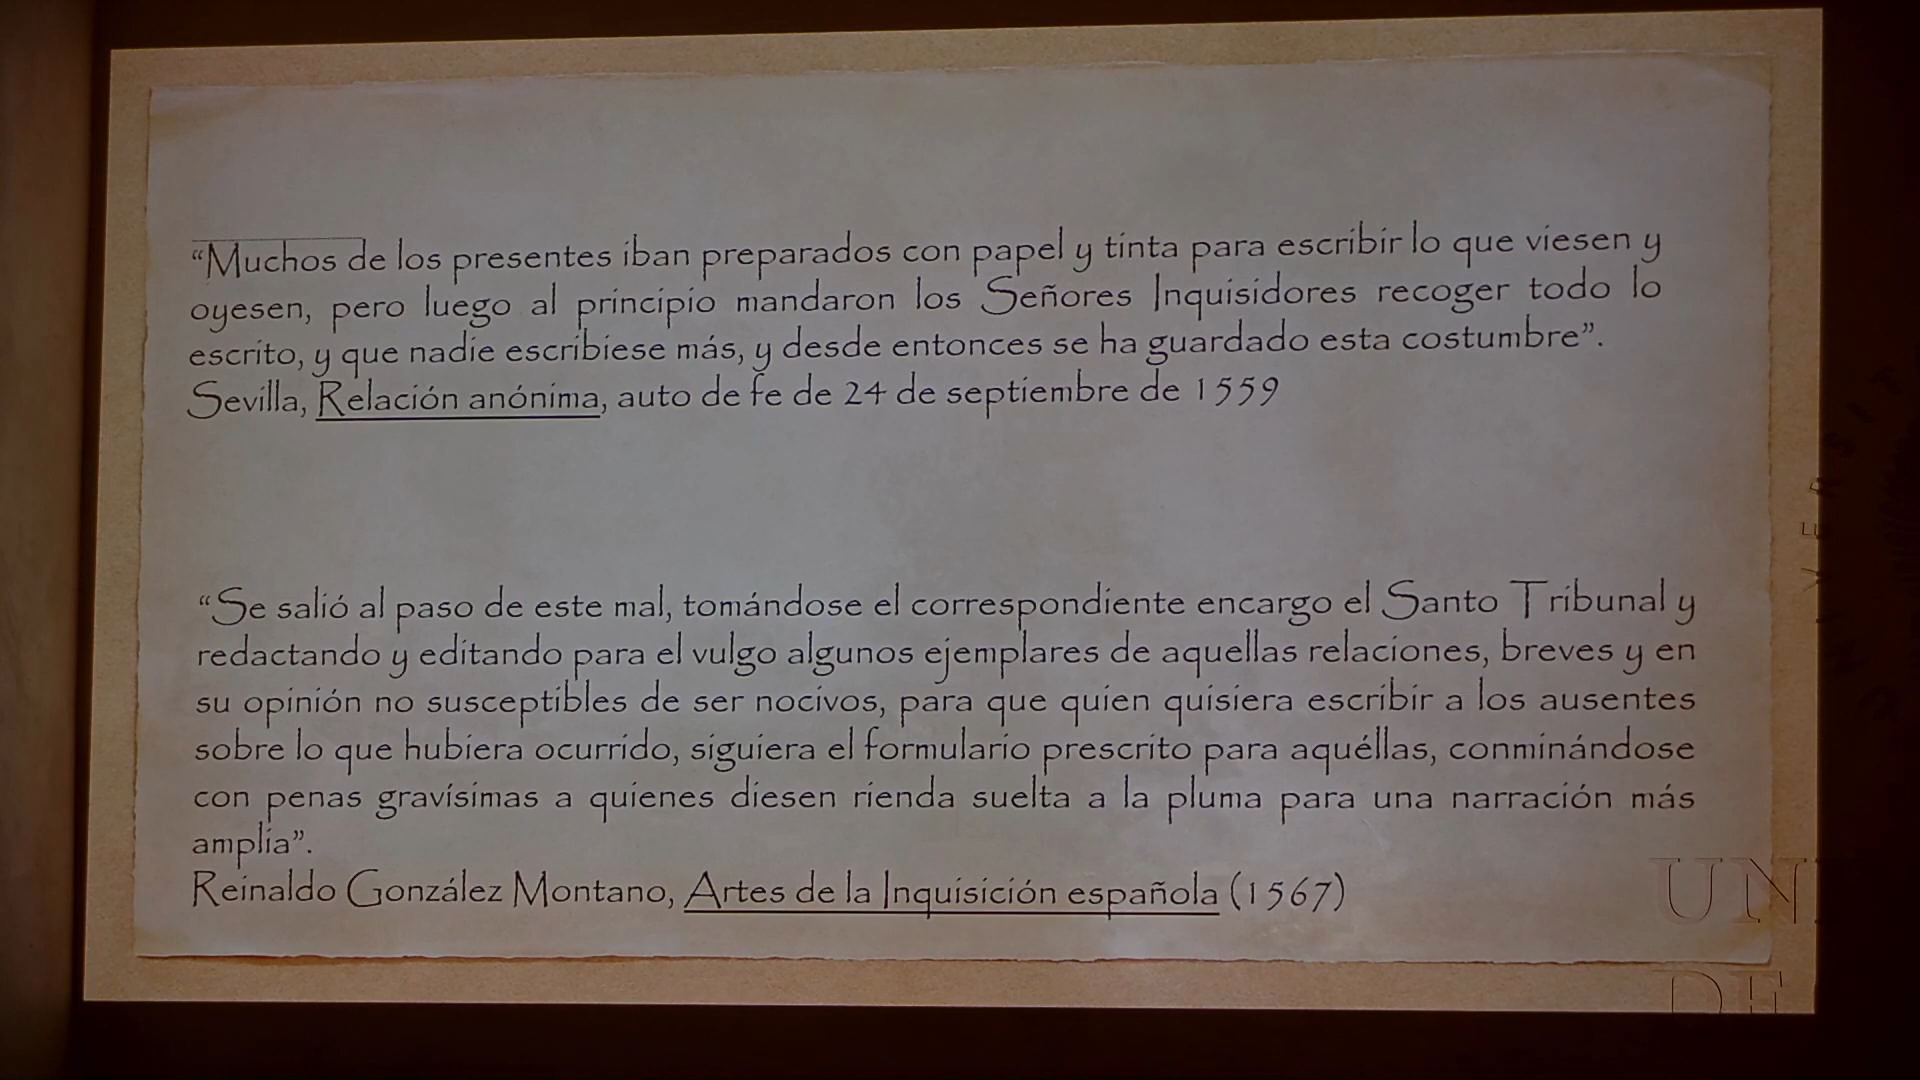 “Muchos de los presentes iban preparados con papel y tinta para escribir lo que viesen y
oyesen, pero luego al principio mandaron los Señores Inquisidores recoger todo lo
escrito, y que nadie escribiese más, y desde entonces se ha guardado esta costumbre”.
Sevilla, Relación anónima, auto de fe de 24 de septiembre de 1559
“Se salió al paso de este mal, tomándose el correspondiente encargo el Santo Tribunal y
redactando y editando para el vulgo algunos ejemplares de aquellas relaciones, breves y en
su opinión no susceptibles de ser nocivos, para que quien quisiera escribir a los ausentes
sobre lo que hubiera ocurrido, siguiera el formulario prescrito para aquéllas, conminándose
con penas gravísimas a quienes diesen rienda suelta a la pluma para una narración más
amplia”.
Reinaldo González Montano, Artes de la Inquisición española (1567)
UN
DE